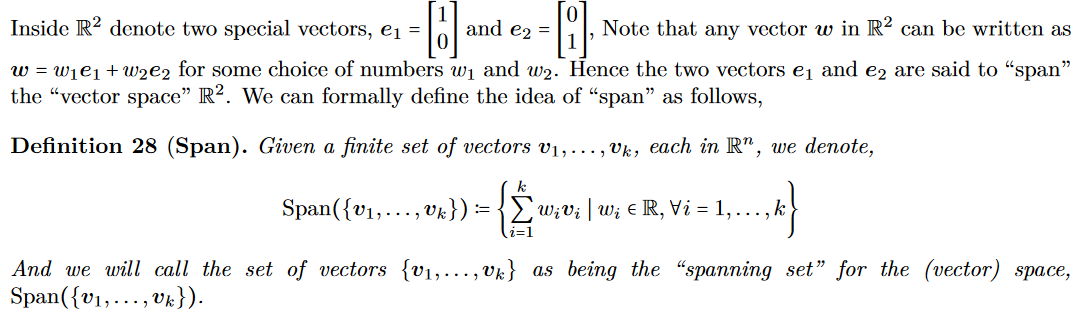 Inside ℝ² denote two special vectors, e₁ = [1 0] and e₂ = [0 1], Note that any vector w in ℝ² can be written as
w = w₁e₁ + w₂e₂ for some choice of numbers w₁ and w₂. Hence the two vectors e₁ and e₂ are said to “span”
the “vector space” ℝ². We can formally define the idea of “span” as follows,
Definition 28 (Span). Given a finite set of vectors v₁, . . . , vₖ, each in ℝⁿ, we denote,
Span({v₁, . . . , vₖ}) ≔ {∑ᵢ₌₁ᵏ wᵢvᵢ | wᵢ ∈ ℝ, ∀i = 1, . . . , k}
And we will call the set of vectors {v₁, . . . , vₖ} as being the “spanning set” for the (vector) space,
Span({v₁, . . . , vₖ}).